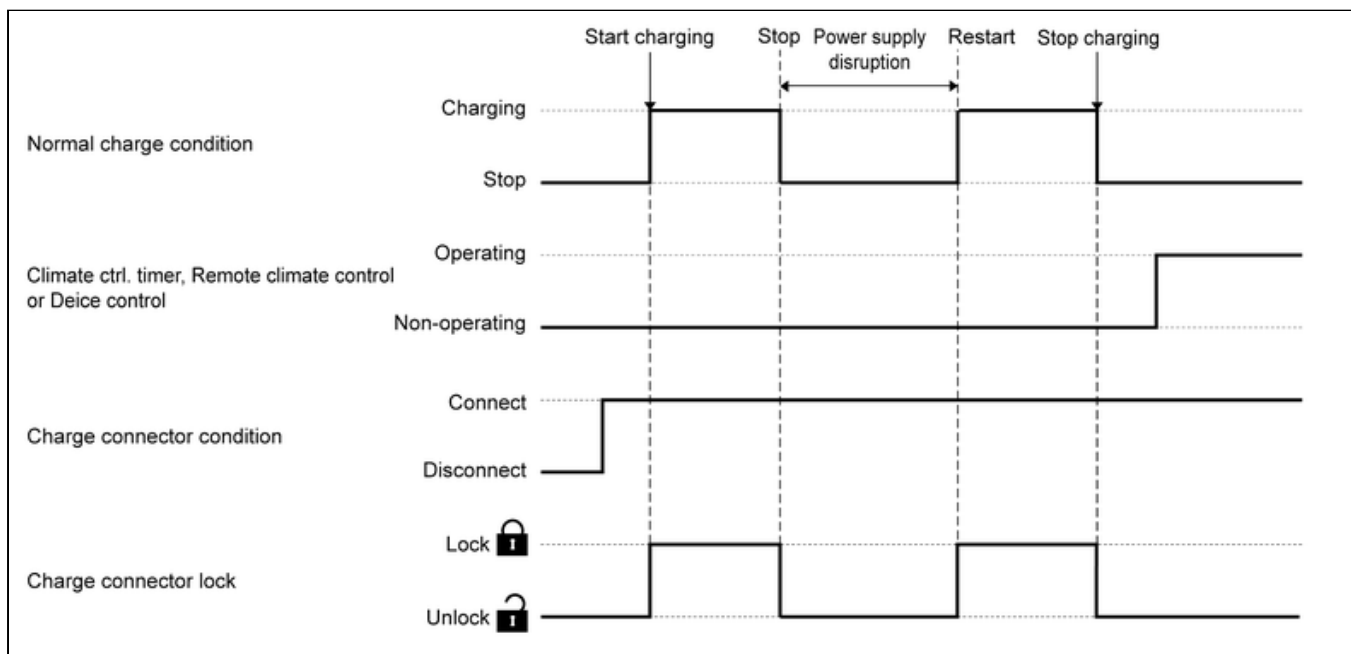 Start charging Stop Power supply Restart Stop charging
disruption
Charging
Normal charge condition
Stop
Operating
Climate ctrl. timer, Remote climate control
or Deice control
Non-operating
Connect
Charge connector condition
Disconnect
Lock
Charge connector lock
Unlock